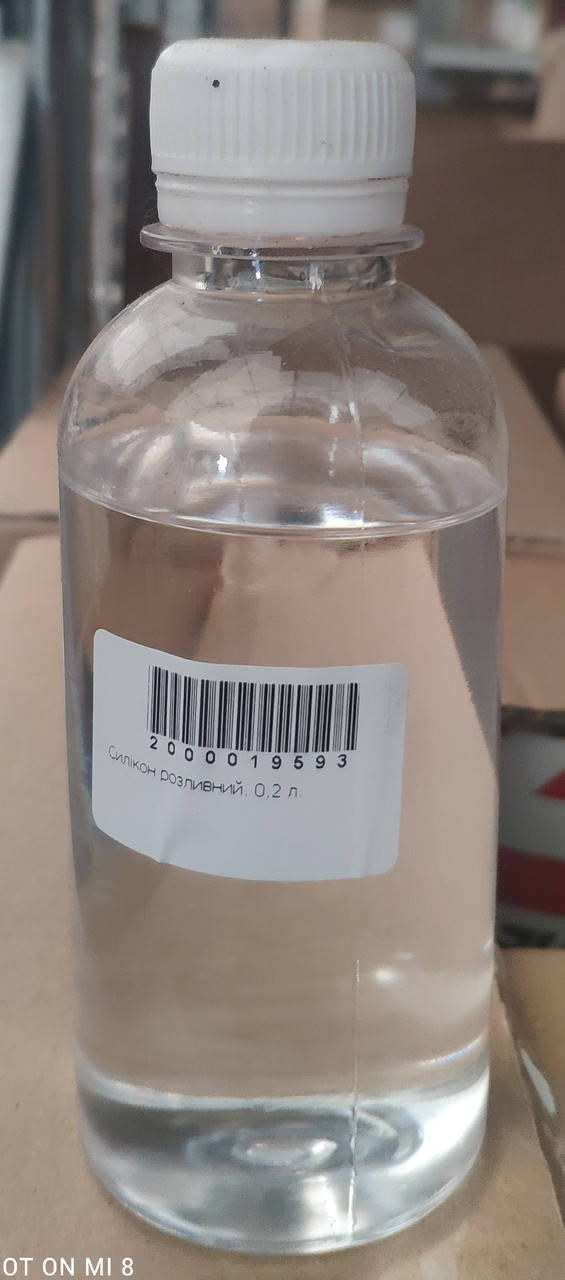 2000019593
Силікон розливний. 0,2 л.
OT ON MI 8